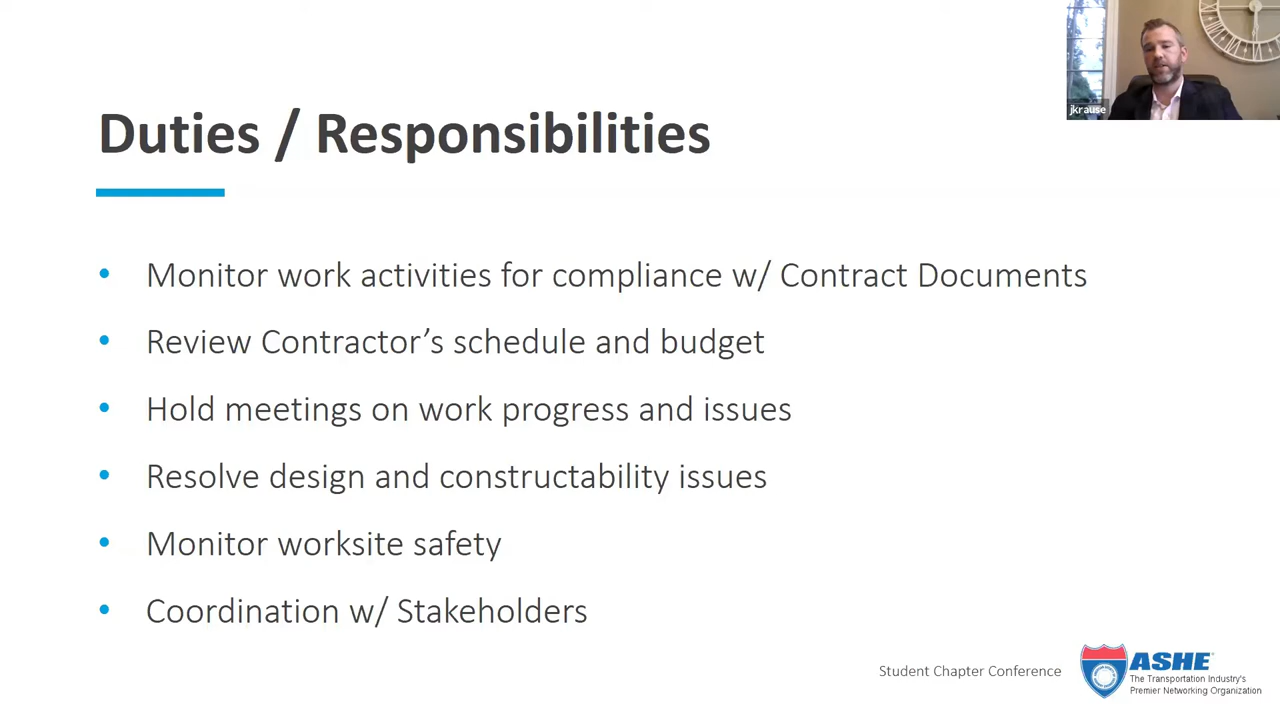 jkrause
Duties / Responsibilities
• Monitor work activities for compliance w/ Contract Documents
• Review Contractor’s schedule and budget
• Hold meetings on work progress and issues
• Resolve design and constructability issues
• Monitor worksite safety
• Coordination w/ Stakeholders
Student Chapter Conference
ASHE
The Transportation Industry's
Premier Networking Organization